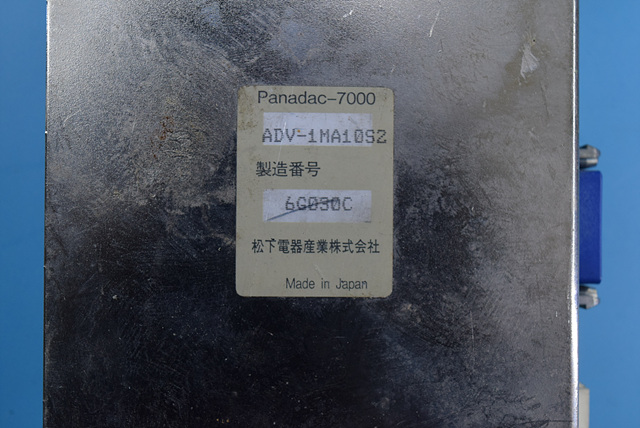 Panadac-7000
ADV-1MA10S2
製造番号
6G030C
松下電器産業株式会社
Made in Japan